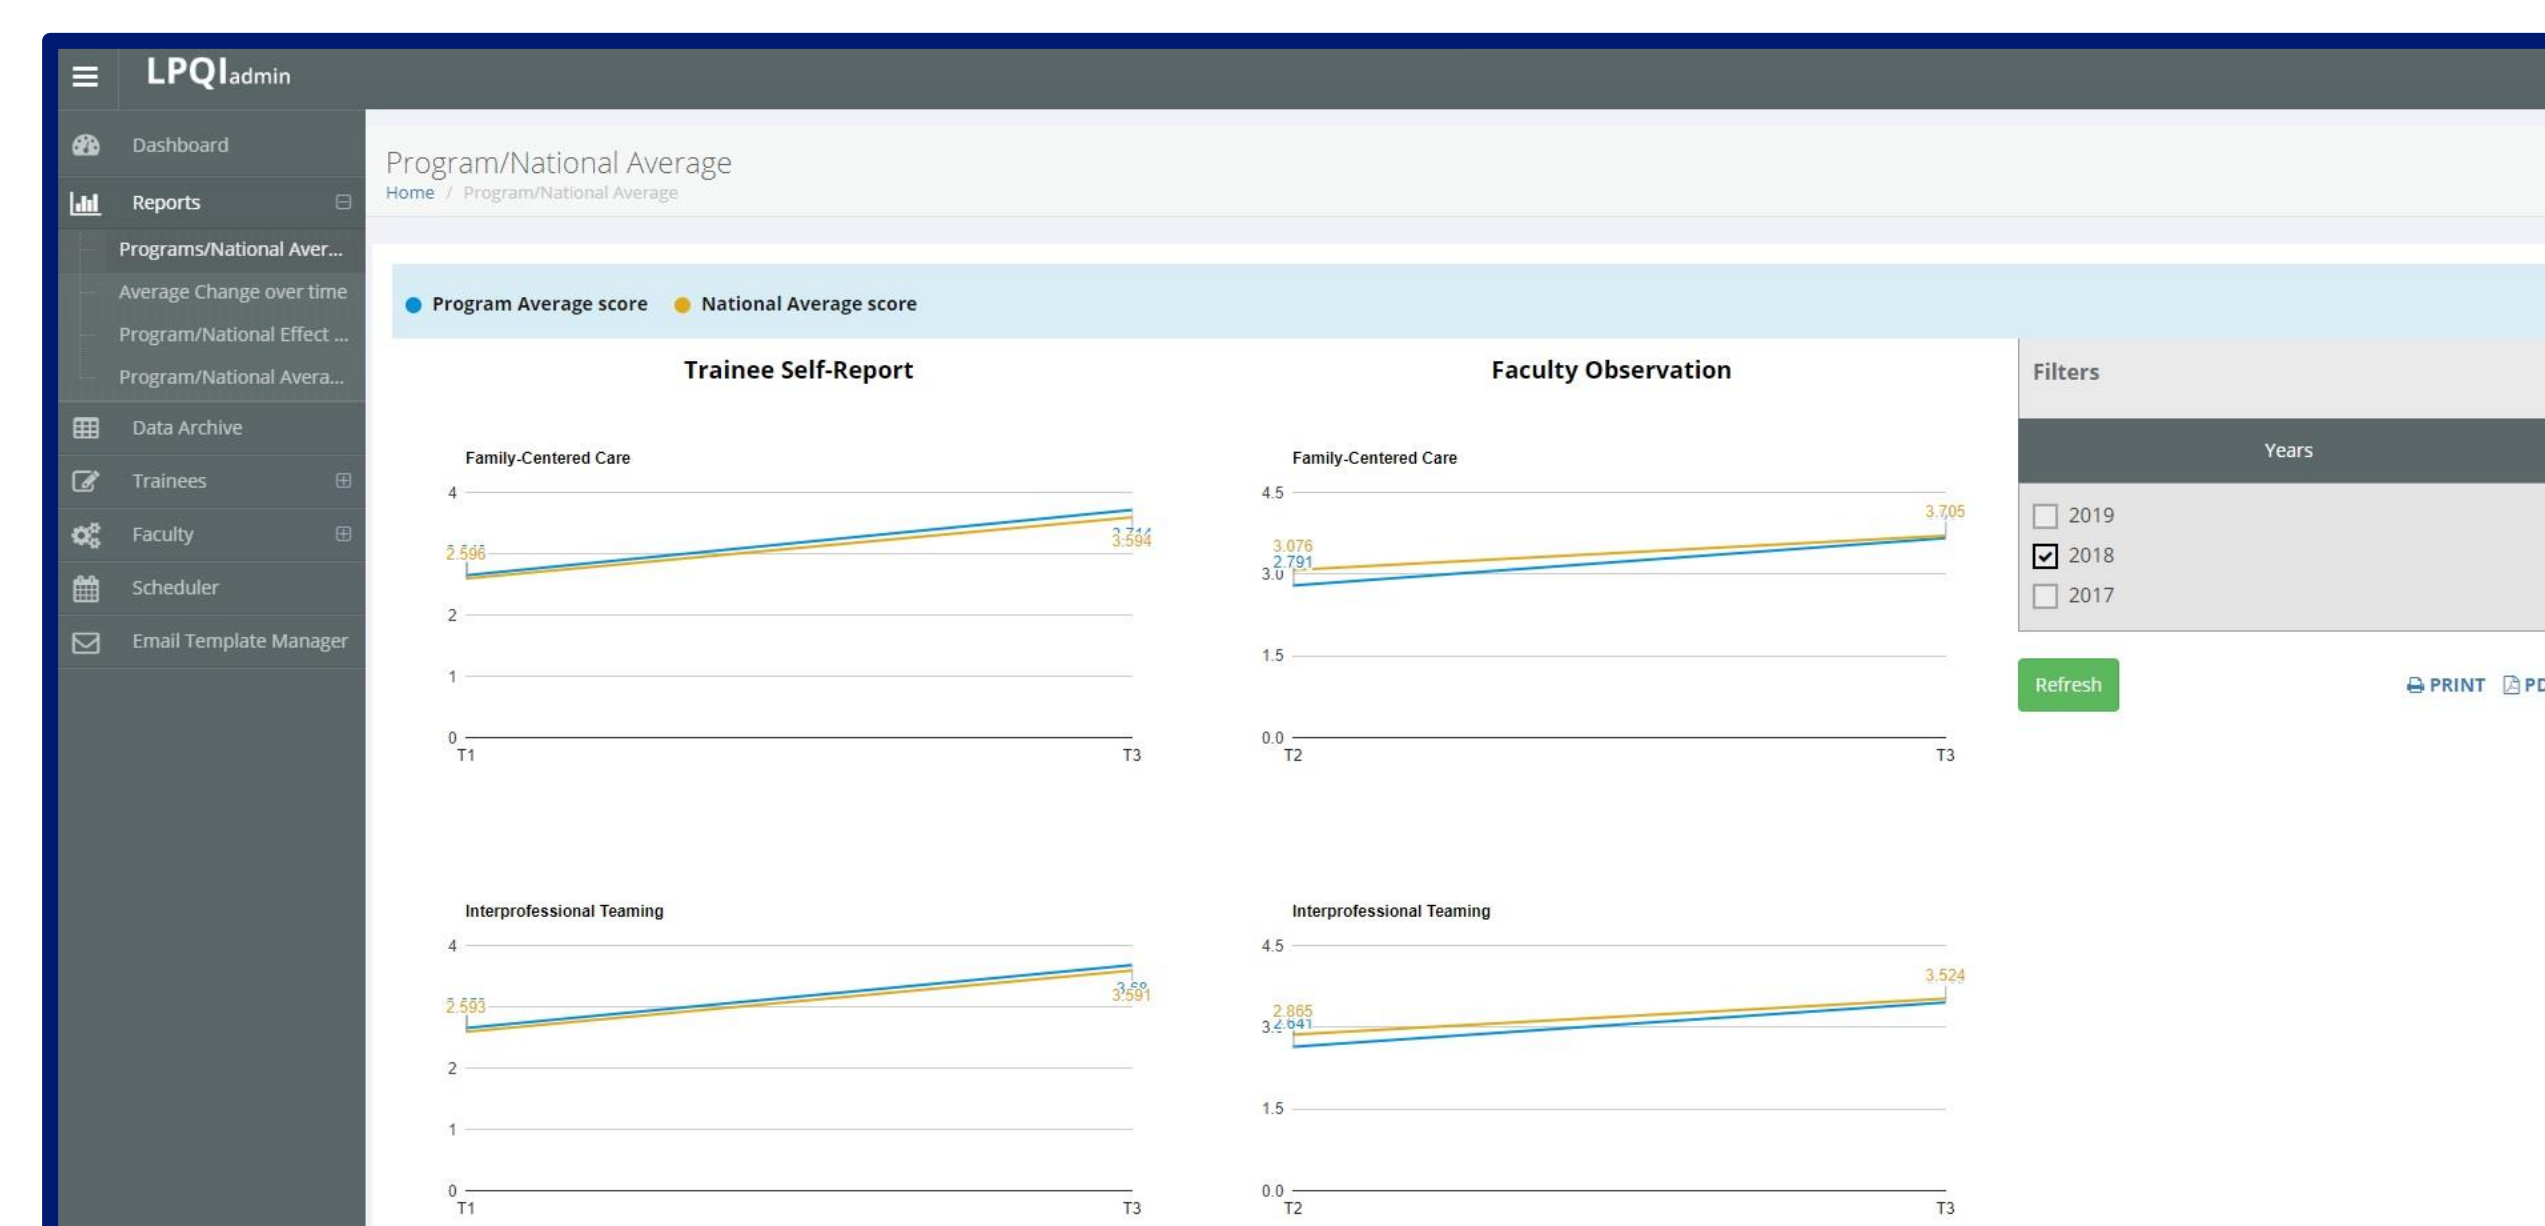 LPQIadmin
Dashboard
Reports
Programs/National Aver...
Average Change over time
Program/National Effect ...
Program/National Avera...
Data Archive
Trainees
Faculty
Scheduler
Email Template Manager
Program/National Average
Home / Program/National Average
Program Average score National Average score
Trainee Self-Report
Family-Centered Care
4
2.596
3.594
2
1
0
T1 T3
Interprofessional Teaming
4
2.593
3.591
2
1
0
T1 T3
Faculty Observation
Family-Centered Care
4.5
3.705
3.076
2.791
3.0
1.5
0.0
T2 T3
Interprofessional Teaming
4.5
3.524
2.865
2.641
1.5
0.0
T2 T3
Filters
Years
2019
2018
2017
Refresh
PRINT PD